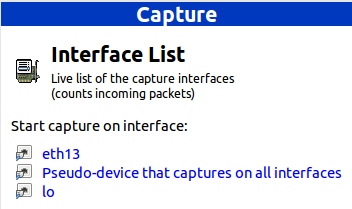 Capture
Interface List
Live list of the capture interfaces
(counts incoming packets)
Start capture on interface:
eth13
Pseudo-device that captures on all interfaces
lo